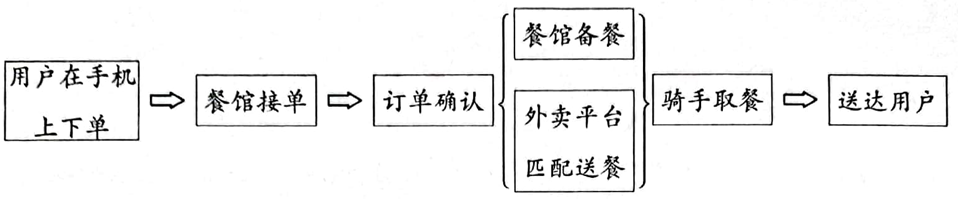 用户在手机
上下单
餐馆接单
订单确认
餐馆备餐
外卖平台
匹配送餐
骑手取餐
送达用户